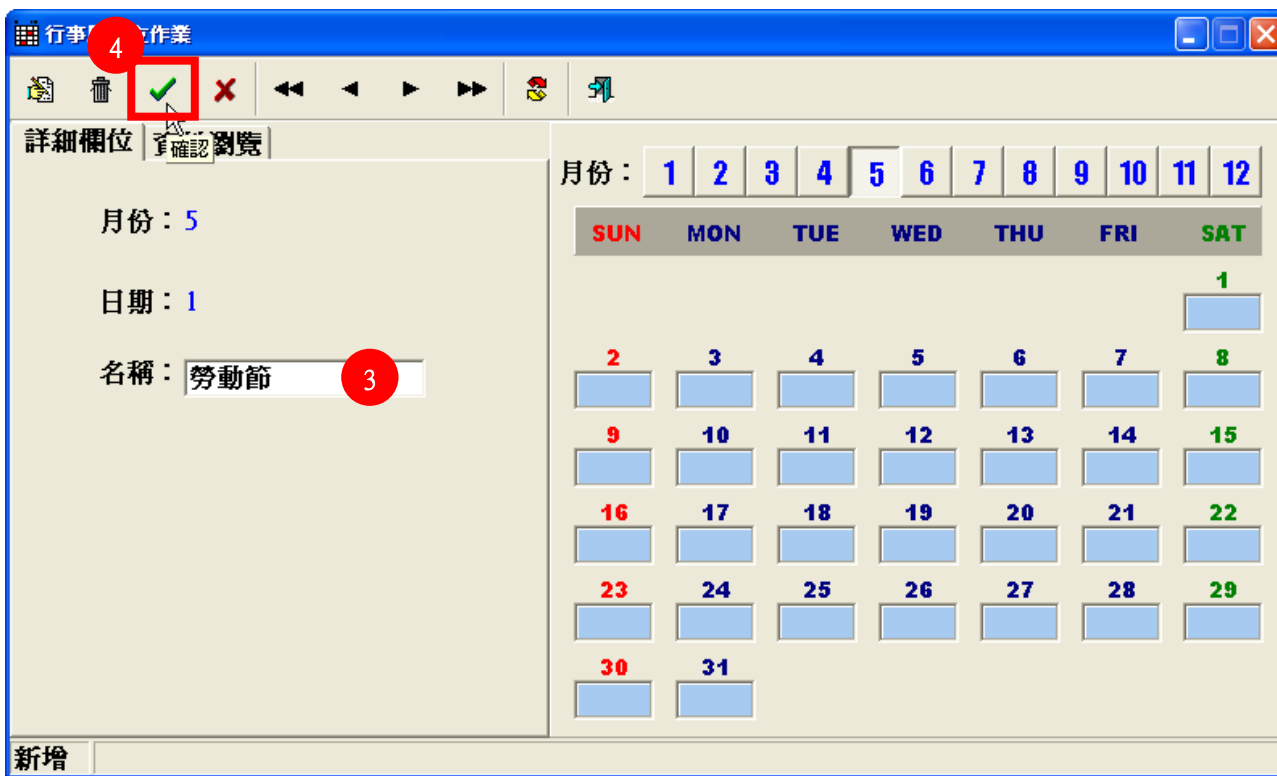 行事
作業
4
確認
詳細欄位
瀏覽
月份：5
日期：1
名稱：勞動節
3
月份： 1 2 3 4 5 6 7 8 9 10 11 12
SUN MON TUE WED THU FRI SAT
1
2 3 4 5 6 7 8
9 10 11 12 13 14 15
16 17 18 19 20 21 22
23 24 25 26 27 28 29
30 31
新增